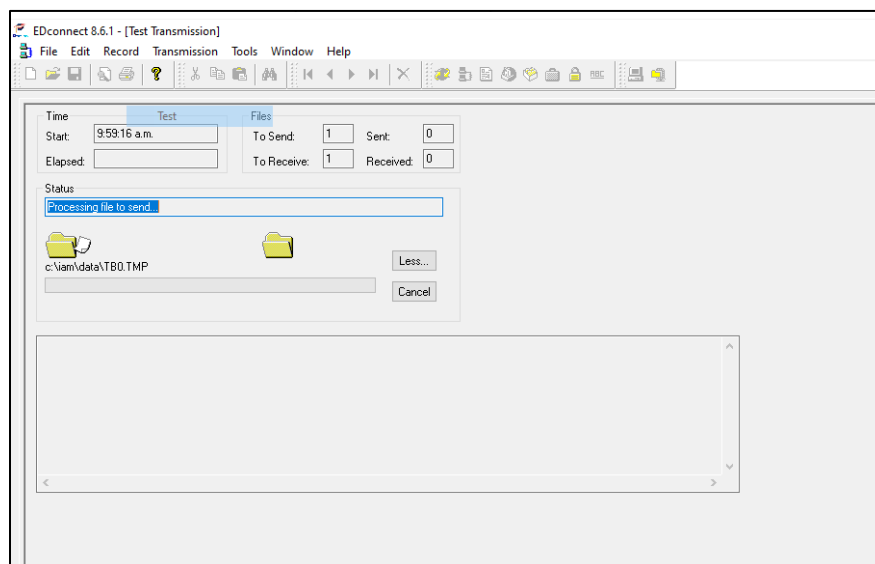 EDconnect 8.6.1 - [Test Transmission]
File Edit Record Transmission Tools Window Help
Time Test Files
Start: 9:59:16 a.m. To Send: 1 Sent: 0
Elapsed: To Receive: 1 Received: 0
Status
Processing file to send...
c:\iam\data\TB0.TMP
Less...
Cancel